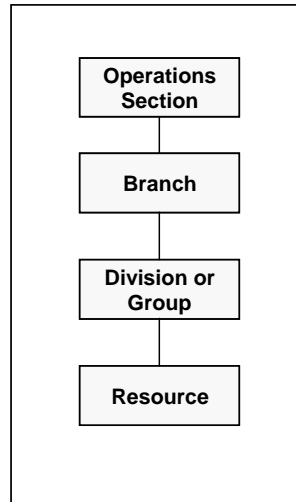 Operations
Section
Branch
Division or
Group
Resource